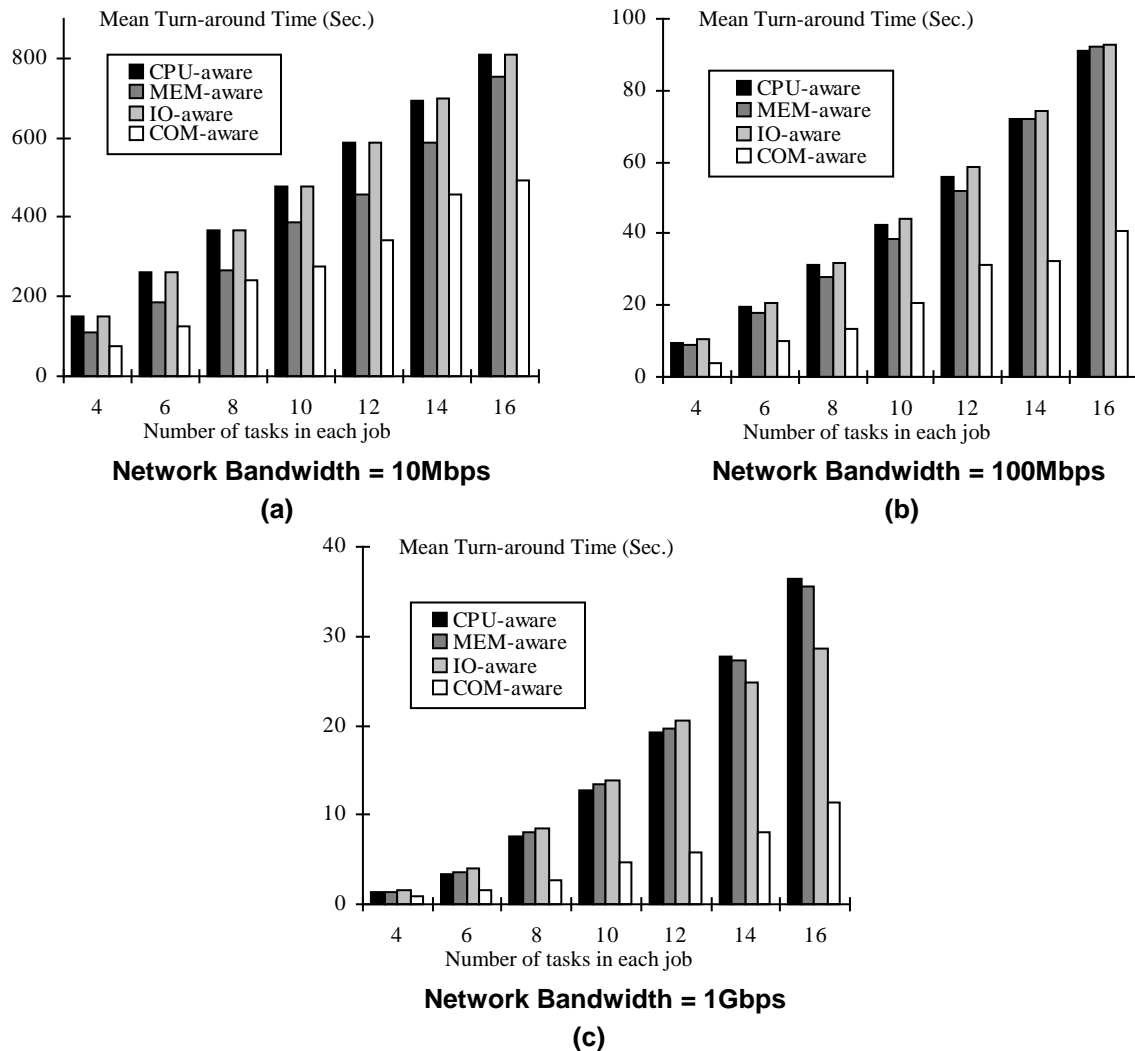 Mean Turn-around Time (Sec.)
800
600
400
200
0
CPU-aware
MEM-aware
IO-aware
COM-aware
4 6 8 10 12 14 16
Number of tasks in each job
Network Bandwidth = 10Mbps
(a)
Mean Turn-around Time (Sec.)
100
80
60
40
20
0
CPU-aware
MEM-aware
IO-aware
COM-aware
4 6 8 10 12 14 16
Number of tasks in each job
Network Bandwidth = 100Mbps
(b)
Mean Turn-around Time (Sec.)
40
30
20
10
0
CPU-aware
MEM-aware
IO-aware
COM-aware
4 6 8 10 12 14 16
Number of tasks in each job
Network Bandwidth = 1Gbps
(c)